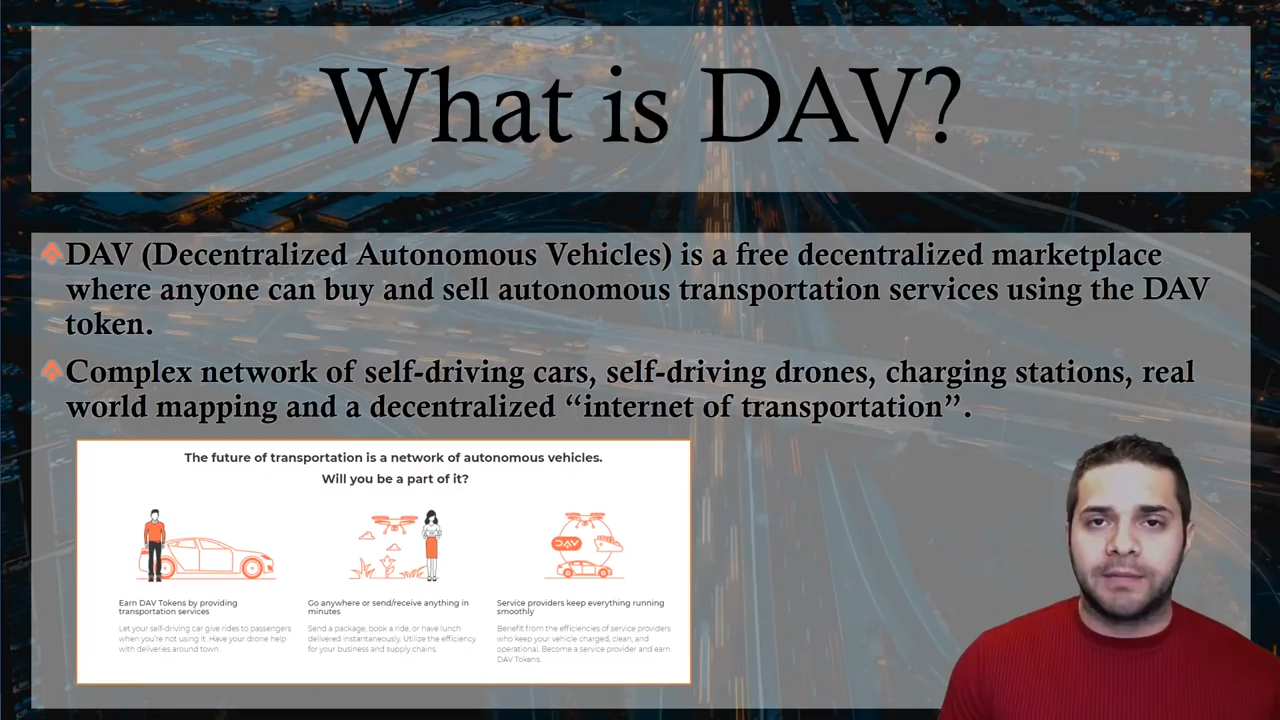 What is DAV?
DAV (Decentralized Autonomous Vehicles) is a free decentralized marketplace
where anyone can buy and sell autonomous transportation services using the DAV
token.
Complex network of self-driving cars, self-driving drones, charging stations, real
world mapping and a decentralized “internet of transportation”.
The future of transportation is a network of autonomous vehicles.
Will you be a part of it?
DAV
Earn DAV Tokens by providing
transportation services
Let your self-driving car give rides to passengers
when you're not using it. Have your drone help
with deliveries around town.
Go anywhere or send/receive anything in
minutes
Send a package, book a ride, or have lunch
delivered instantaneously. Utilize the efficiency
for your business and supply chains.
Service providers keep everything running
smoothly
Benefit from the efficiencies of service providers
who keep your vehicle charged, clean, and
operational. Become a service provider and earn
DAV Tokens.